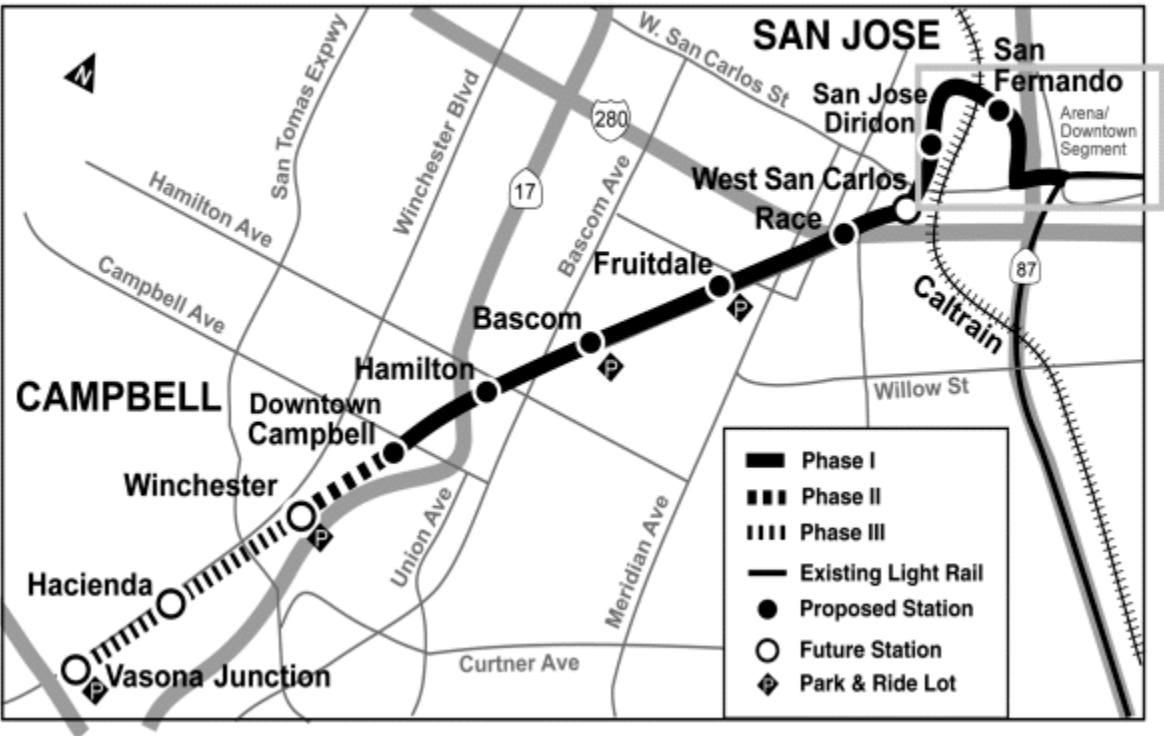 SAN JOSE
W. San Carlos St
San
Fernando
San Tomas Expwy
Winchester Blvd
N
280
San Jose
Diridon
Arena/
Downtown
Segment
17
Bascom Ave
West San Carlos
Hamilton Ave
Race
Campbell Ave
Fruitdale
P
87
Caltrain
Bascom
P
Hamilton
Willow St
CAMPBELL
Downtown
Campbell
Winchester
P
Union Ave
Meridian Ave
Hacienda
Vasona Junction
P
Curtner Ave
Phase I
Phase II
Phase III
Existing Light Rail
Proposed Station
Future Station
P Park & Ride Lot